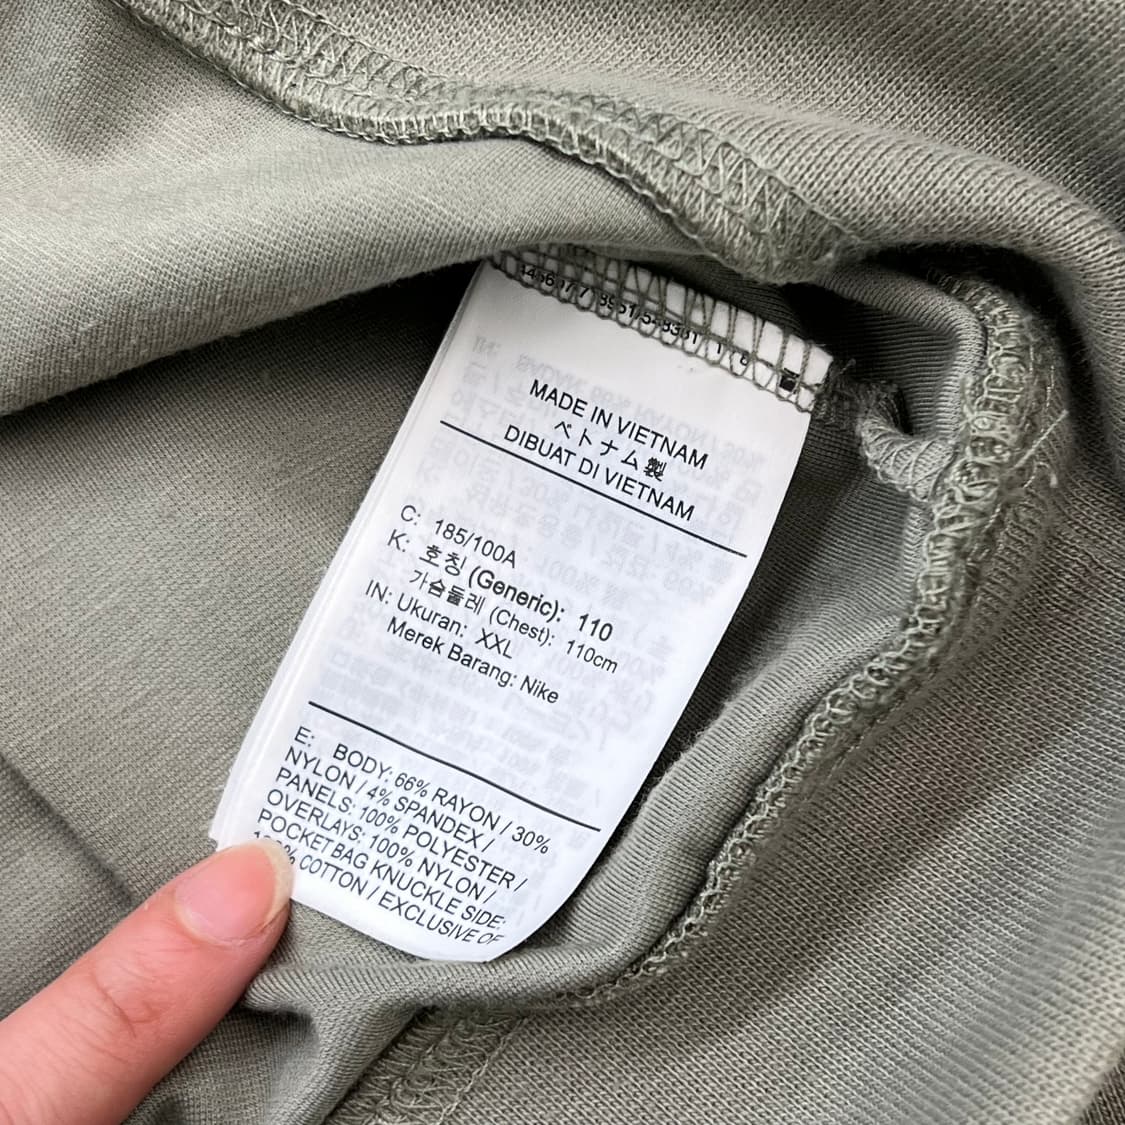 MADE IN VIETNAM
ベトナム製
DIBUAT DI VIETNAM
C: 185/100A
K: 호칭 (Generic): 110
가슴둘레 (Chest): 110cm
IN: Ukuran: XXL
Merek Barang: Nike
E: BODY: 66% RAYON / 30%
NYLON / 4% SPANDEX /
PANELS: 100% POLYESTER /
OVERLAYS: 100% NYLON /
POCKET BAG KNUCKLE SIDE:
COTTON / EXCLUSIVE OF